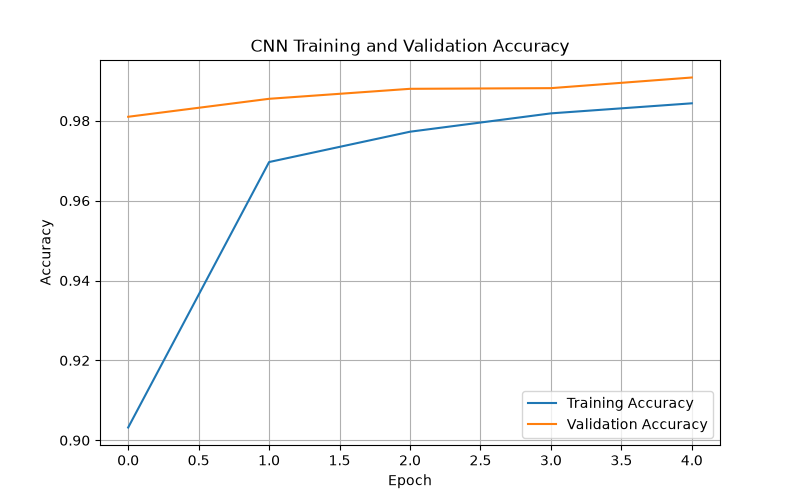 CNN Training and Validation Accuracy
Accuracy
0.98
0.96
0.94
0.92
0.90
Training Accuracy
Validation Accuracy
0.0 0.5 1.0 1.5 2.0 2.5 3.0 3.5 4.0
Epoch